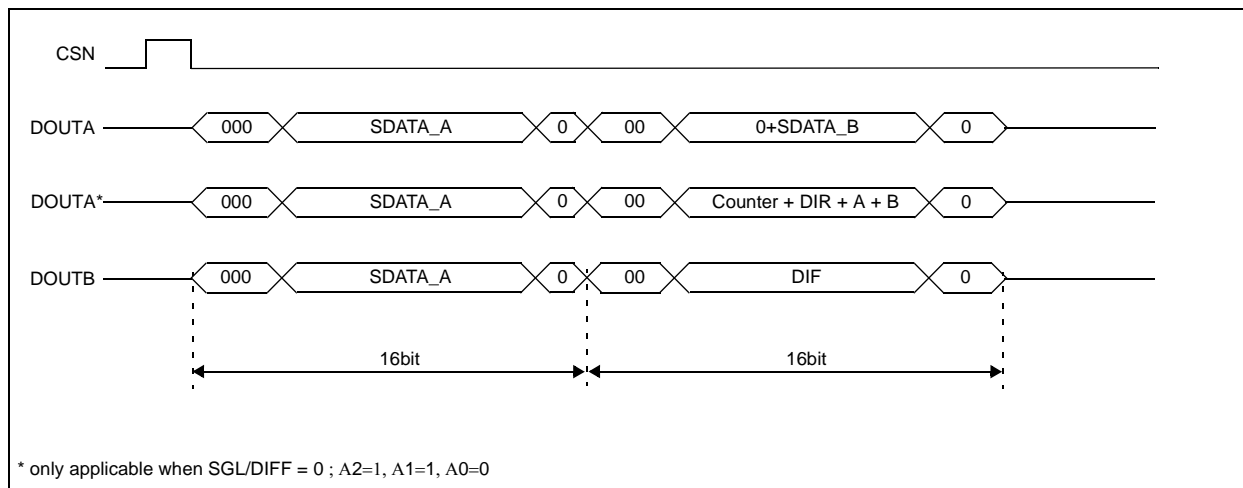 CSN
DOUTA 000 SDATA_A 0 00 0+SDATA_B 0
DOUTA* 000 SDATA_A 0 00 Counter + DIR + A + B 0
DOUTB 000 SDATA_A 0 00 DIF 0
16bit 16bit
* only applicable when SGL/DIFF = 0 ; A2=1, A1=1, A0=0